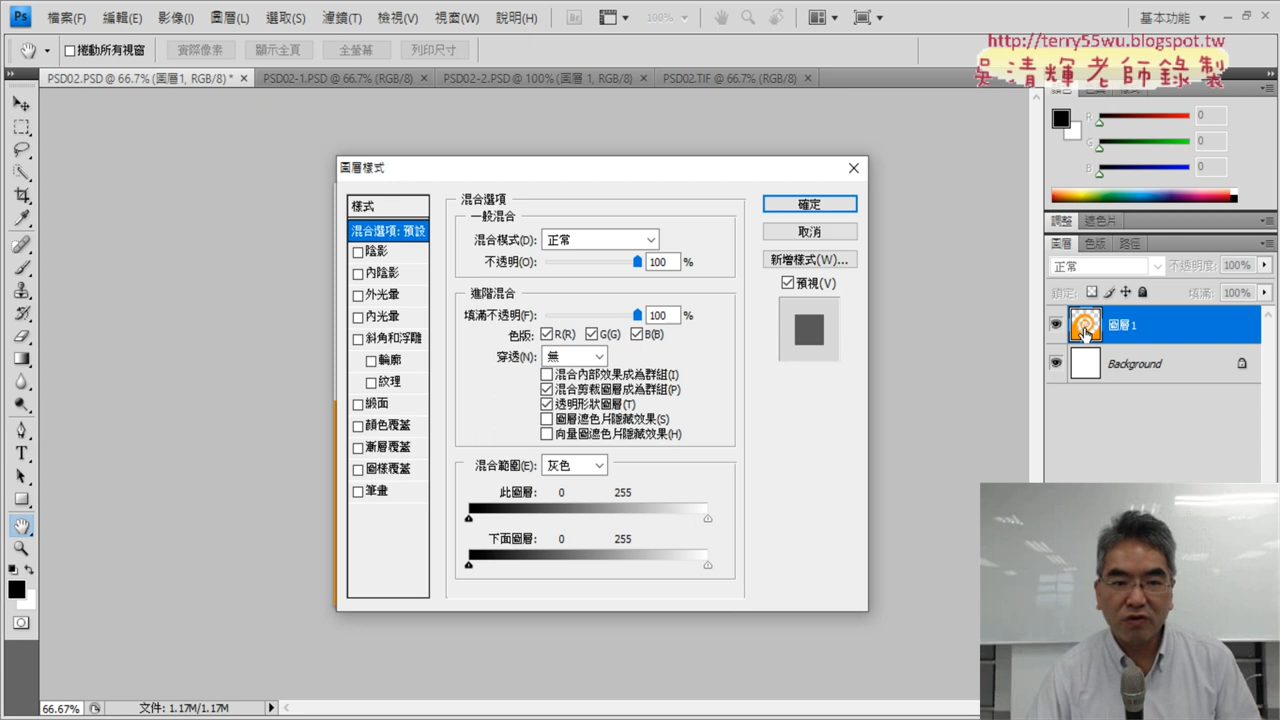 Ps 檔案(F) 編輯(E) 影像(I) 圖層(L) 選取(S) 濾鏡(T) 檢視(V) 視窗(W) 說明(H) Br 100% 基本功能
捲動所有視窗 實際像素 顯示全頁 全螢幕 列印尺寸
http://terry55wu.blogspot.tw
吳清輝老師錄製
PSD02.PSD @ 66.7% (圖層1, RGB/8) * PSD02-1.PSD @ 66.7% (RGB/8) PSD02-2.PSD @ 100% (圖層 1, RGB/8) PSD02.TIF @ 66.7% (RGB/8)
R 0
G 0
B 0
調整 遮色片
圖層 色版 路徑
正常 不透明度: 100%
鎖定: 填滿: 100%
圖層1
Background
圖層樣式
樣式
混合選項: 預設
陰影
內陰影
外光暈
內光暈
斜角和浮雕
輪廓
紋理
緞面
顏色覆蓋
漸層覆蓋
圖樣覆蓋
筆畫
混合選項
一般混合
混合模式(D): 正常
不透明(O): 100 %
進階混合
填滿不透明(F): 100 %
色版: R(R) G(G) B(B)
穿透(N): 無
混合內部效果成為群組(I)
混合剪裁圖層成為群組(P)
透明形狀圖層(T)
圖層遮色片隱藏效果(S)
向量圖遮色片隱藏效果(H)
混合範圍(E): 灰色
此圖層: 0 255
下面圖層: 0 255
確定
取消
新增樣式(W)...
預視(V)
66.67% 文件: 1.17M/1.17M